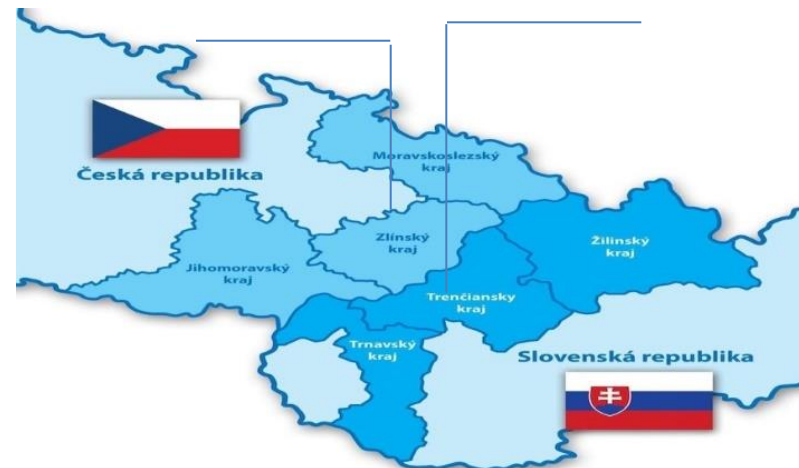 Moravskoslezský
kraj
Česká republika
Zlínský
kraj
Žilinský
kraj
Jihomoravský
kraj
Trenčiansky
kraj
Trnavský
kraj
Slovenská republika